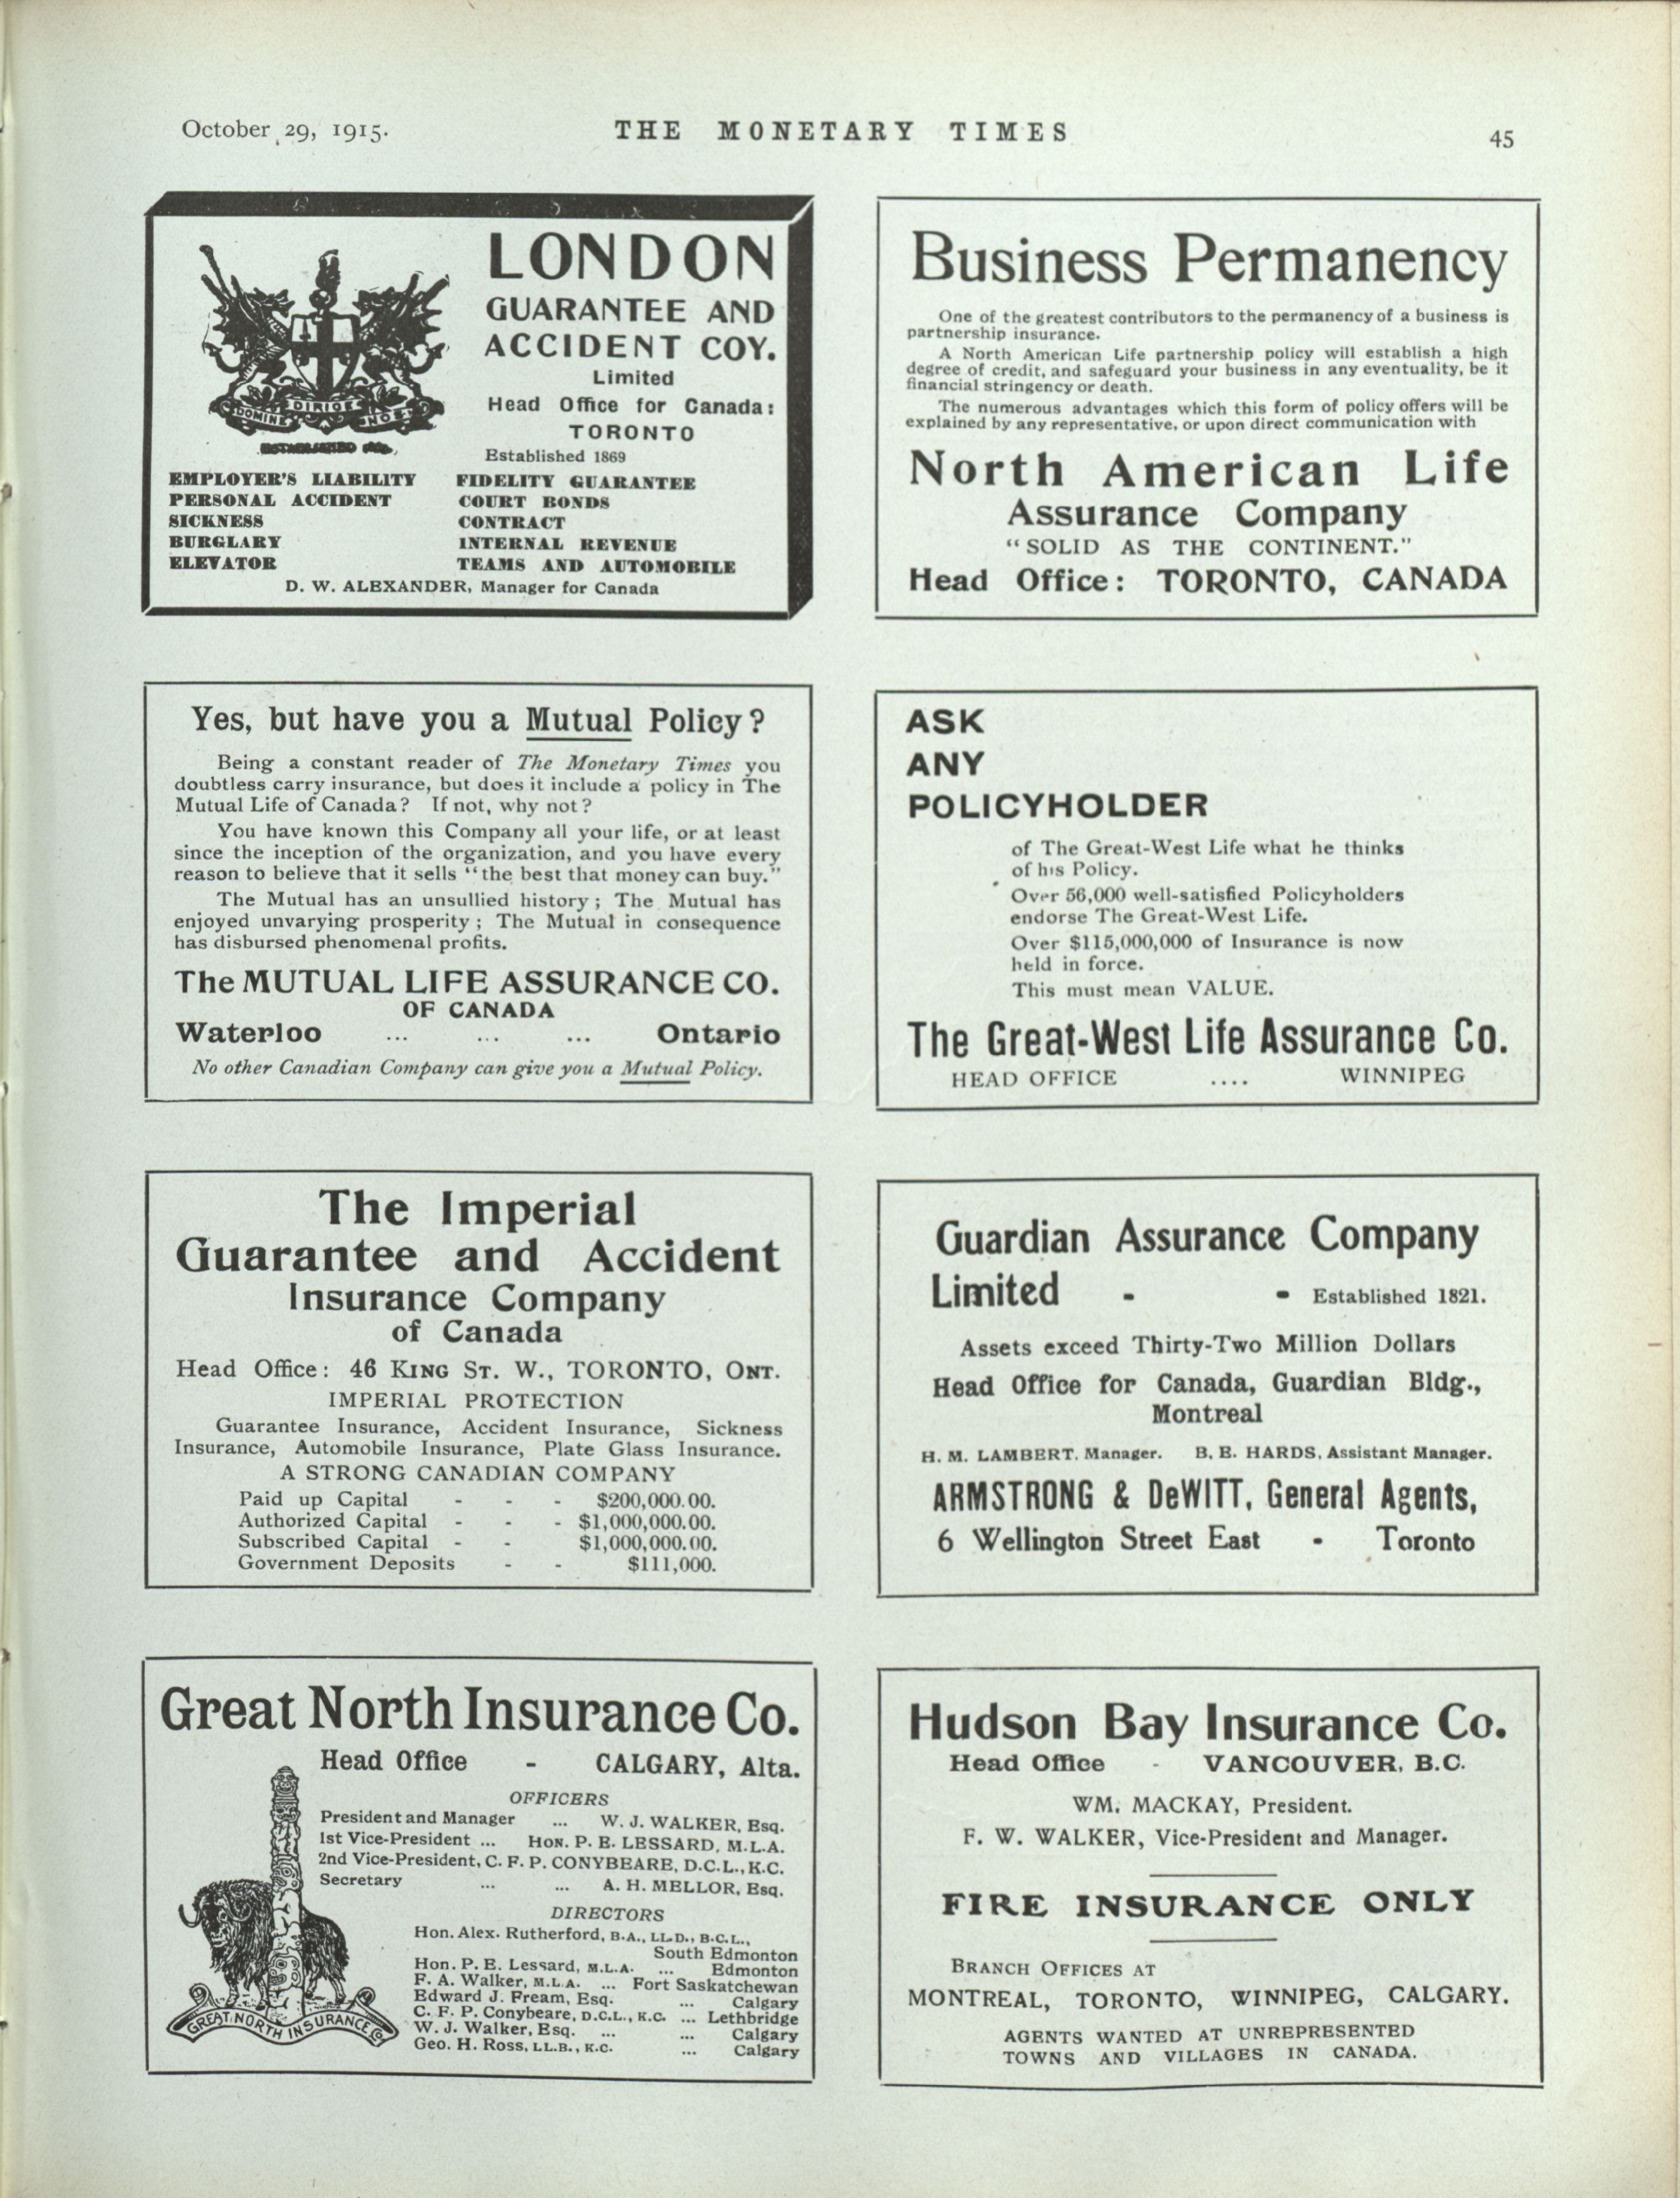 October 29, 1915.
THE MONETARY TIMES
45
LONDON
GUARANTEE AND
ACCIDENT COY.
Limited
Head Office for Canada:
TORONTO
Established 1869
DOMINE DIRIGE NOS
EMPLOYER'S LIABILITY
PERSONAL ACCIDENT
SICKNESS
BURGLARY
ELEVATOR
FIDELITY GUARANTEE
COURT BONDS
CONTRACT
INTERNAL REVENUE
TEAMS AND AUTOMOBILE
D. W. ALEXANDER, Manager for Canada
Business Permanency
One of the greatest contributors to the permanency of a business is
partnership insurance.
A North American Life partnership policy will establish a high
degree of credit, and safeguard your business in any eventuality, be it
financial stringency or death.
The numerous advantages which this form of policy offers will be
explained by any representative, or upon direct communication with
North American Life
Assurance Company
"SOLID AS THE CONTINENT."
Head Office: TORONTO, CANADA
Yes, but have you a Mutual Policy?
Being a constant reader of The Monetary Times you
doubtless carry insurance, but does it include a policy in The
Mutual Life of Canada? If not, why not?
You have known this Company all your life, or at least
since the inception of the organization, and you have every
reason to believe that it sells "the best that money can buy."
The Mutual has an unsullied history; The Mutual has
enjoyed unvarying prosperity; The Mutual in consequence
has disbursed phenomenal profits.
The MUTUAL LIFE ASSURANCE CO.
OF CANADA
Waterloo ... ... ... Ontario
No other Canadian Company can give you a Mutual Policy.
ASK
ANY
POLICYHOLDER
of The Great-West Life what he thinks
of his Policy.
Over 56,000 well-satisfied Policyholders
endorse The Great-West Life.
Over $115,000,000 of Insurance is now
held in force.
This must mean VALUE.
The Great-West Life Assurance Co.
HEAD OFFICE .... WINNIPEG
The Imperial
Guarantee and Accident
Insurance Company
of Canada
Head Office: 46 KING ST. W., TORONTO, ONT.
IMPERIAL PROTECTION
Guarantee Insurance, Accident Insurance, Sickness
Insurance, Automobile Insurance, Plate Glass Insurance.
A STRONG CANADIAN COMPANY
Paid up Capital - - - $200,000.00.
Authorized Capital - - - $1,000,000.00.
Subscribed Capital - - $1,000,000.00.
Government Deposits - - $111,000.
Guardian Assurance Company
Limited - - Established 1821.
Assets exceed Thirty-Two Million Dollars
Head Office for Canada, Guardian Bldg.,
Montreal
H. M. LAMBERT, Manager. B. E. HARDS, Assistant Manager.
ARMSTRONG & DeWITT, General Agents,
6 Wellington Street East - Toronto
Great North Insurance Co.
Head Office - CALGARY, Alta.
OFFICERS
President and Manager ... W. J. WALKER, Esq.
1st Vice-President ... HON. P. E. LESSARD, M.L.A.
2nd Vice-President, C. F. P. CONYBEARE, D.C.L., K.C.
Secretary ... ... A. H. MELLOR, Esq.
DIRECTORS
Hon. Alex. Rutherford, B.A., LL.D., B.C.L.,
South Edmonton
Hon. P. E. Lessard, M.L.A. ... Edmonton
F. A. Walker, M.L.A. ... Fort Saskatchewan
Edward J. Fream, Esq. ... Calgary
C. F. P. Conybeare, D.C.L., K.C. ... Lethbridge
W. J. Walker, Esq. ... ... Calgary
Geo. H. Ross, LL.B., K.C. ... Calgary
GREAT NORTH INSURANCE Co
Hudson Bay Insurance Co.
Head Office - VANCOUVER, B.C.
WM. MACKAY, President.
F. W. WALKER, Vice-President and Manager.
FIRE INSURANCE ONLY
BRANCH OFFICES AT
MONTREAL, TORONTO, WINNIPEG, CALGARY.
AGENTS WANTED AT UNREPRESENTED
TOWNS AND VILLAGES IN CANADA.